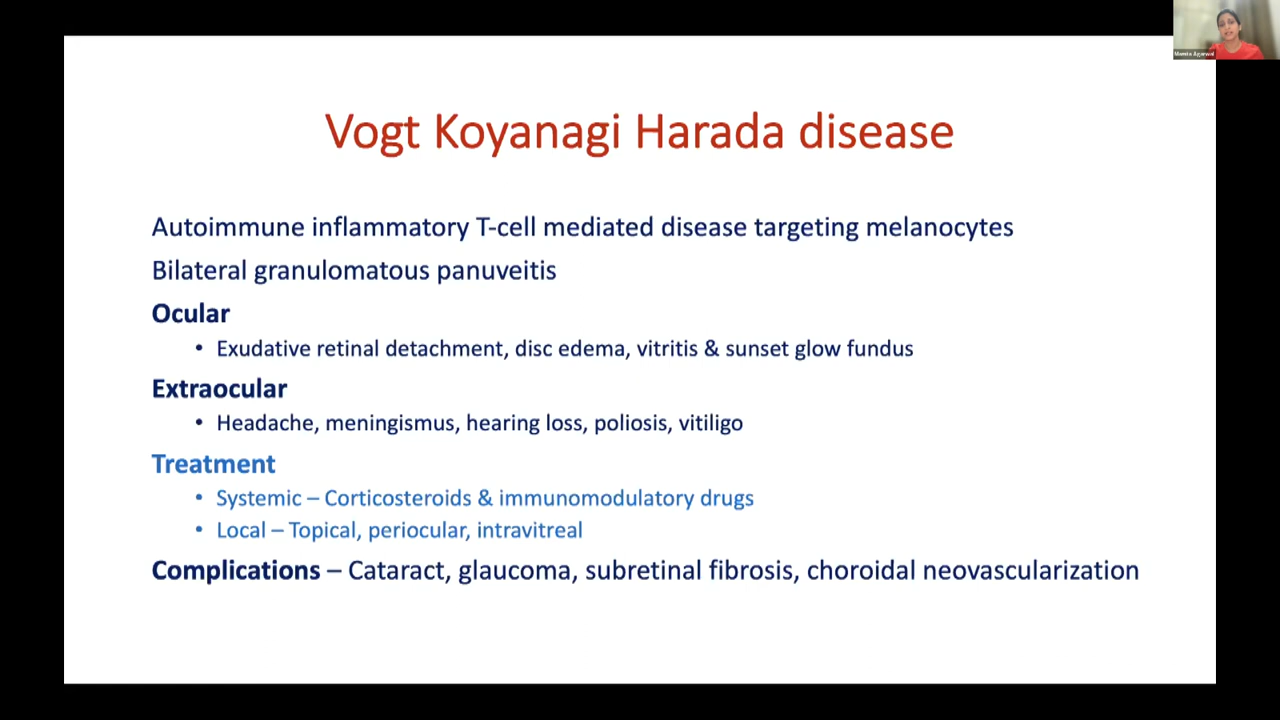 Mamta Agarwal
Vogt Koyanagi Harada disease
Autoimmune inflammatory T-cell mediated disease targeting melanocytes
Bilateral granulomatous panuveitis
Ocular
• Exudative retinal detachment, disc edema, vitritis & sunset glow fundus
Extraocular
• Headache, meningismus, hearing loss, poliosis, vitiligo
Treatment
• Systemic – Corticosteroids & immunomodulatory drugs
• Local – Topical, periocular, intravitreal
Complications – Cataract, glaucoma, subretinal fibrosis, choroidal neovascularization